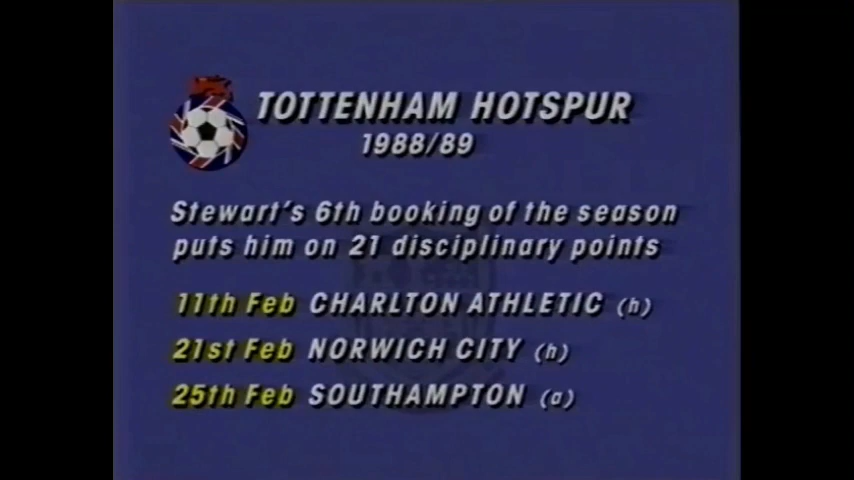 TOTTENHAM HOTSPUR
1988/89
Stewart's 6th booking of the season
puts him on 21 disciplinary points
11th Feb CHARLTON ATHLETIC (h)
21st Feb NORWICH CITY (h)
25th Feb SOUTHAMPTON (a)